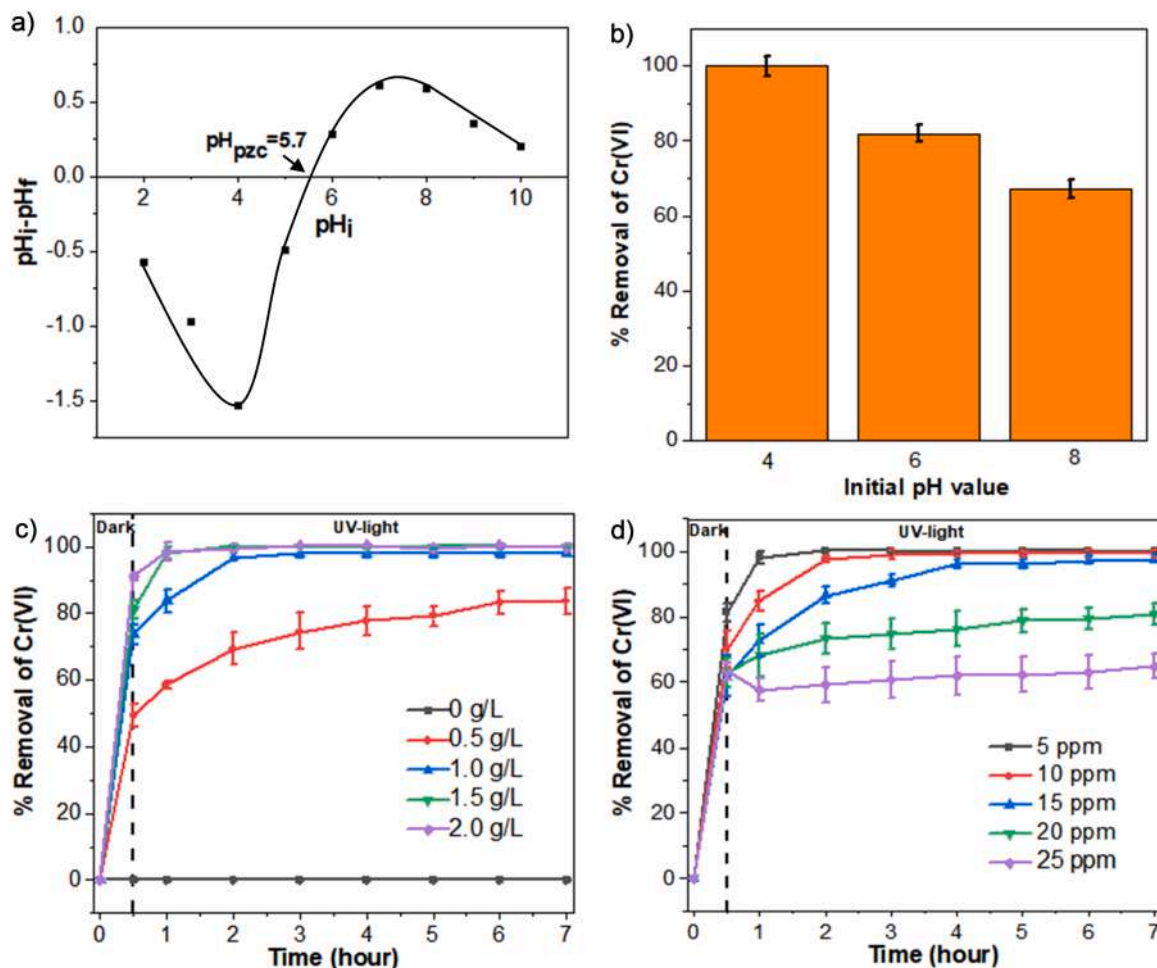 a)
1.0
0.5
0.0
-0.5
-1.0
-1.5
pHi-pHf
2
4
6
8
10
pHi
pHpzc=5.7
b)
100
80
60
40
20
0
% Removal of Cr(VI)
4
6
8
Initial pH value
c)
Dark
UV-light
100
80
60
40
20
0
% Removal of Cr(VI)
0 g/L
0.5 g/L
1.0 g/L
1.5 g/L
2.0 g/L
0 1 2 3 4 5 6 7
Time (hour)
d)
Dark
UV-light
100
80
60
40
20
0
% Removal of Cr(VI)
5 ppm
10 ppm
15 ppm
20 ppm
25 ppm
0 1 2 3 4 5 6 7
Time (hour)